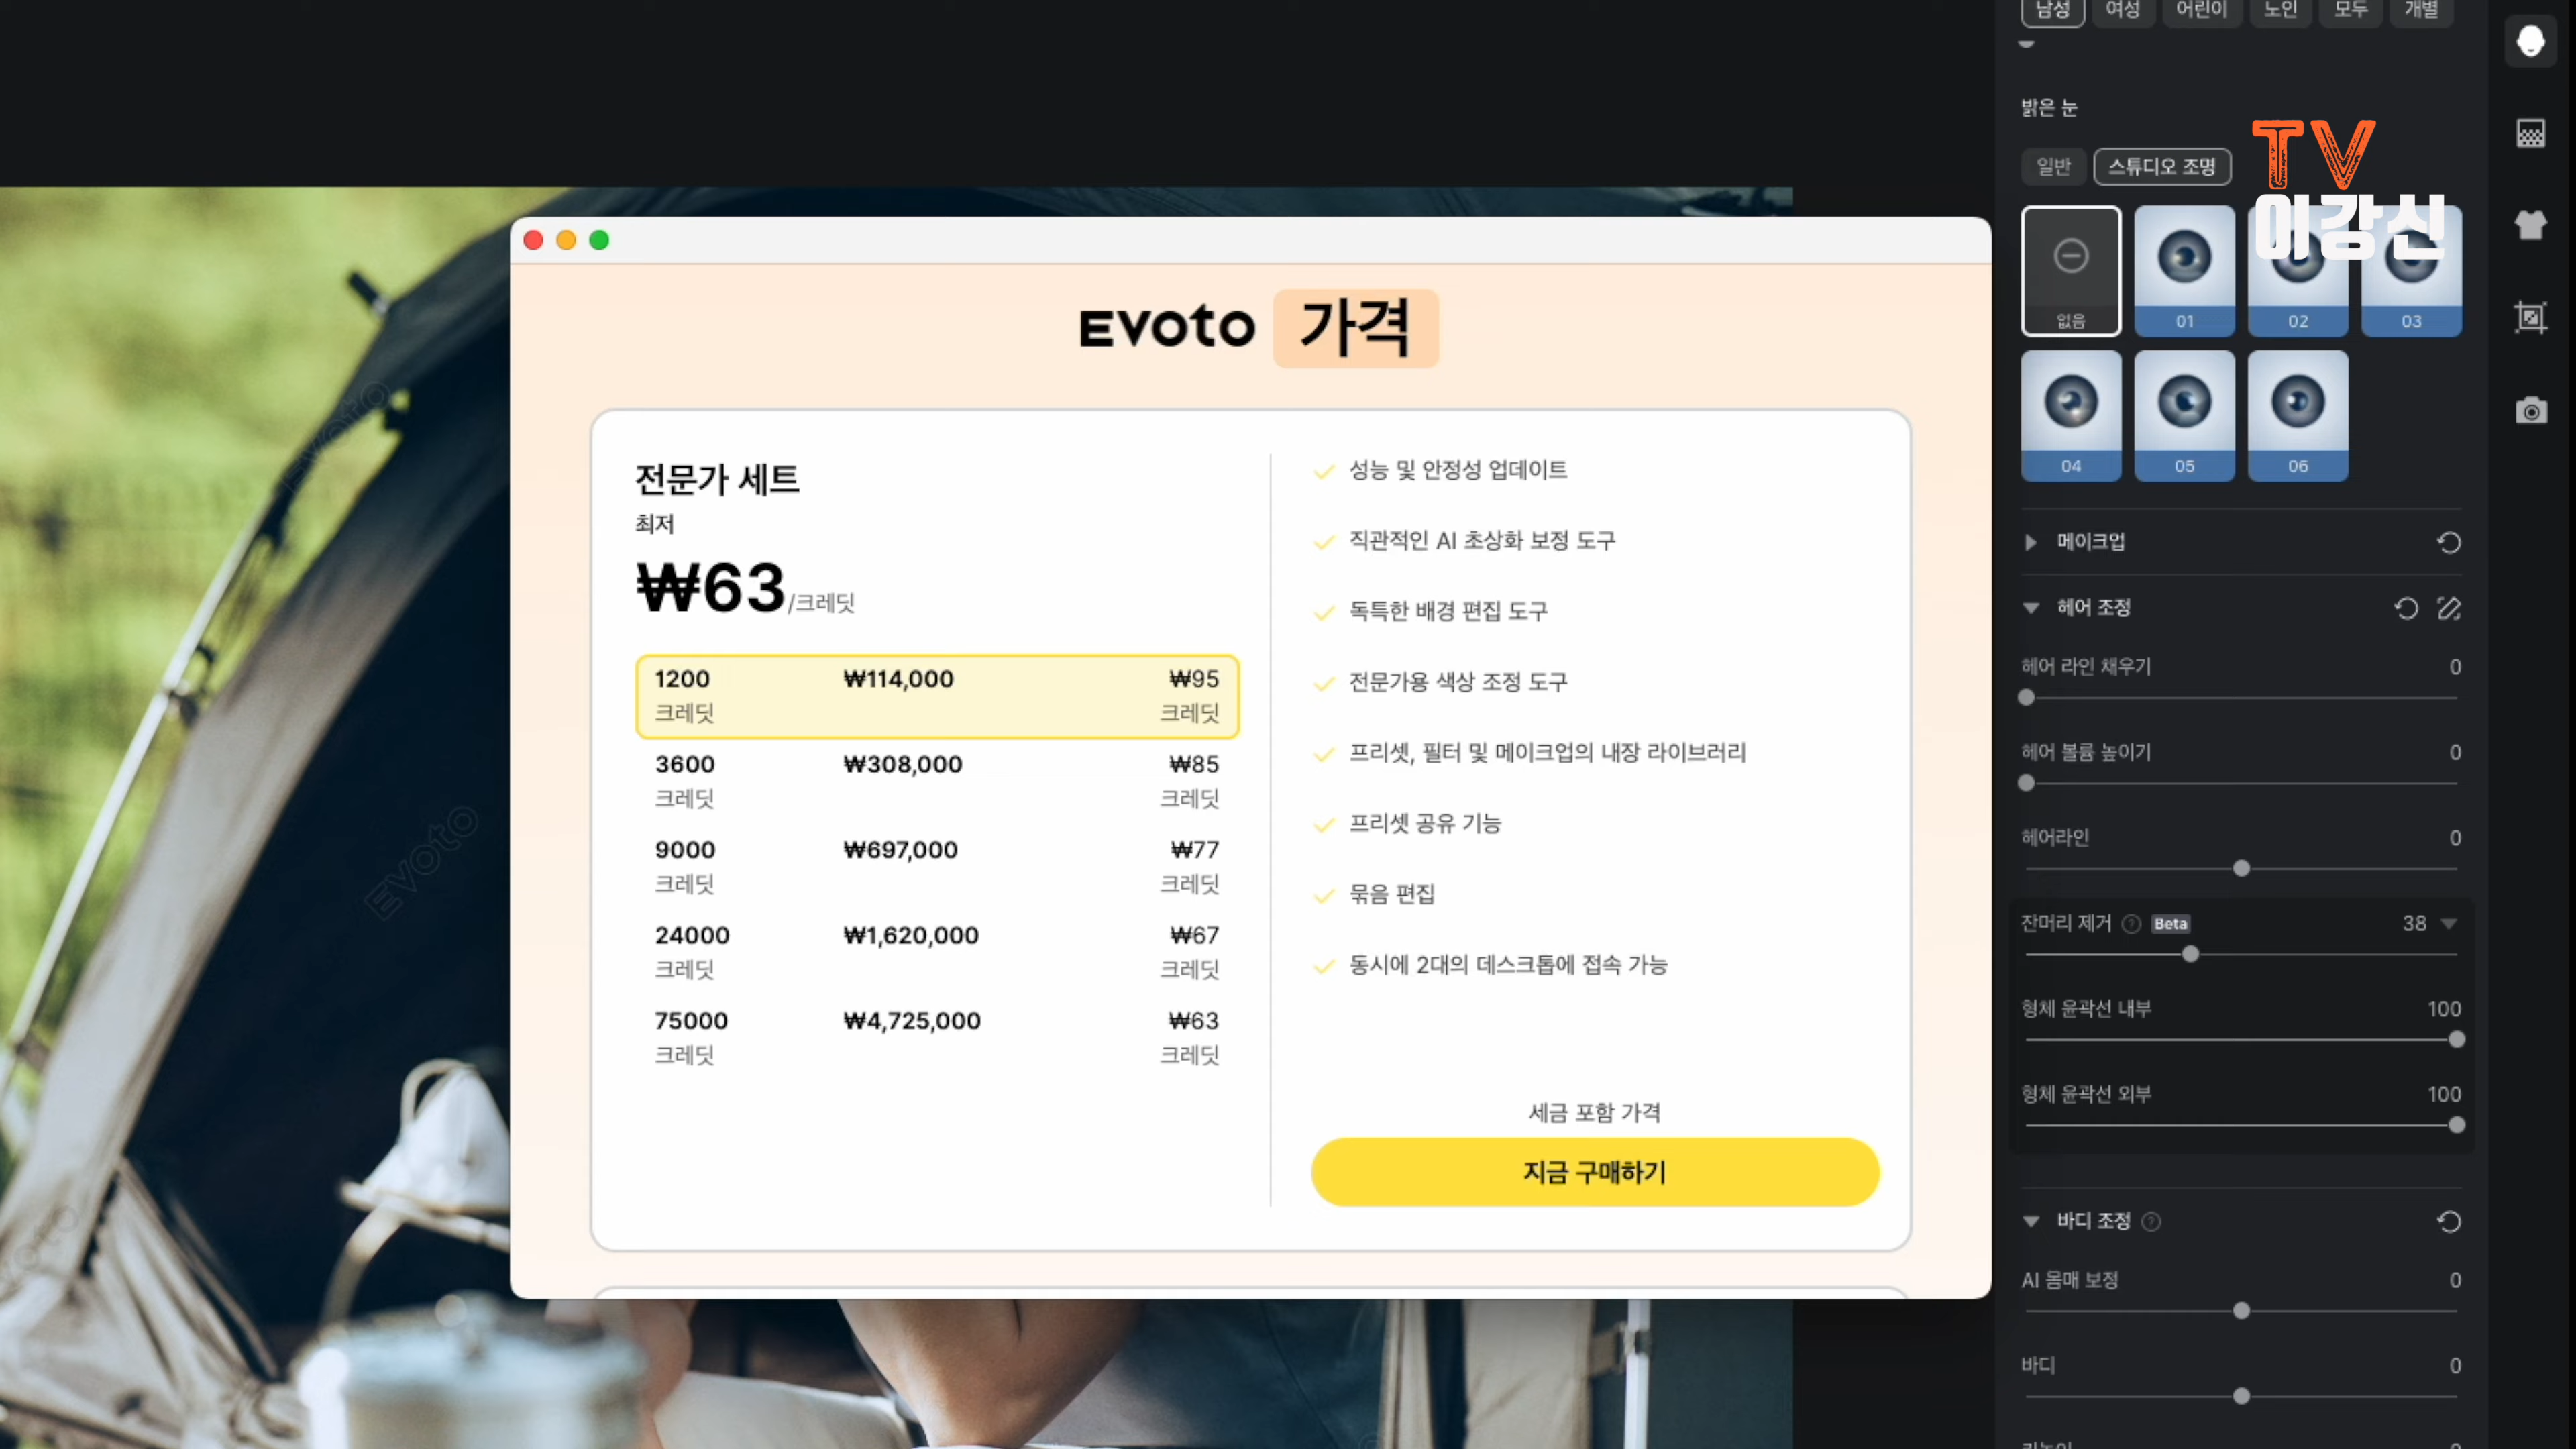 남성 여성 어린이 노인 모두 개별
밝은 눈
일반 스튜디오 조명
TV
이강신
없음 01 02 03
04 05 06
메이크업
헤어 조정
헤어 라인 채우기 0
헤어 볼륨 높이기 0
헤어라인 0
잔머리 제거 ? Beta 38
형체 윤곽선 내부 100
형체 윤곽선 외부 100
바디 조정 ?
AI 몸매 보정 0
바디 0
EVOTO 가격
전문가 세트
최저
₩63/크레딧
1200 ₩114,000 ₩95
크레딧 크레딧
3600 ₩308,000 ₩85
크레딧 크레딧
9000 ₩697,000 ₩77
크레딧 크레딧
24000 ₩1,620,000 ₩67
크레딧 크레딧
75000 ₩4,725,000 ₩63
크레딧 크레딧
성능 및 안정성 업데이트
직관적인 AI 초상화 보정 도구
독특한 배경 편집 도구
전문가용 색상 조정 도구
프리셋, 필터 및 메이크업의 내장 라이브러리
프리셋 공유 기능
묶음 편집
동시에 2대의 데스크톱에 접속 가능
세금 포함 가격
지금 구매하기
EVOTO
EVOTO